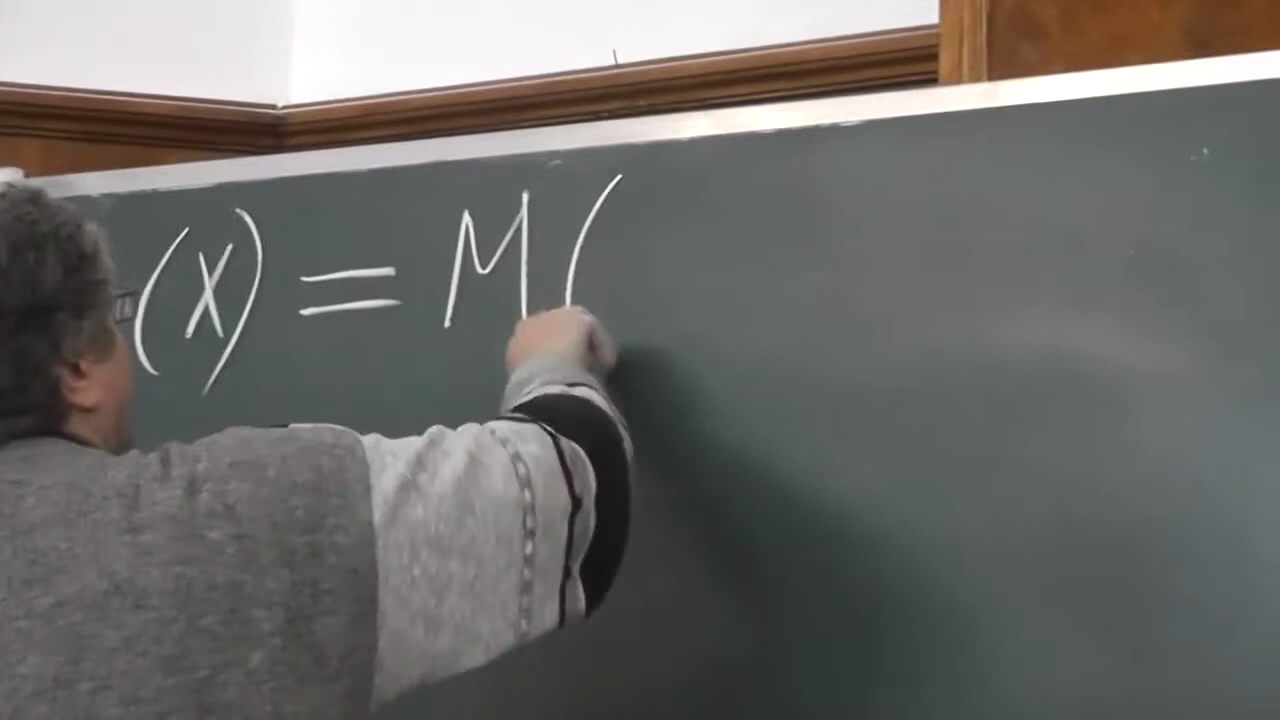 (X) = M(